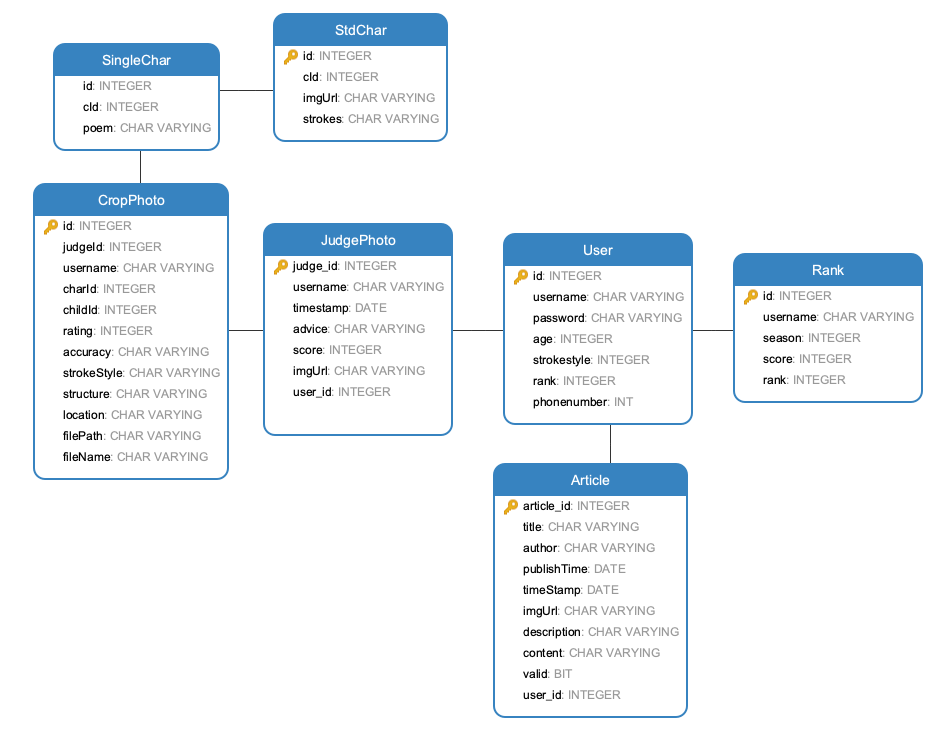 StdChar
id: INTEGER
cId: INTEGER
imgUrl: CHAR VARYING
strokes: CHAR VARYING
SingleChar
id: INTEGER
cId: INTEGER
poem: CHAR VARYING
CropPhoto
id: INTEGER
judgeId: INTEGER
username: CHAR VARYING
charId: INTEGER
childId: INTEGER
rating: INTEGER
accuracy: CHAR VARYING
strokeStyle: CHAR VARYING
structure: CHAR VARYING
location: CHAR VARYING
filePath: CHAR VARYING
fileName: CHAR VARYING
JudgePhoto
judge_id: INTEGER
username: CHAR VARYING
timestamp: DATE
advice: CHAR VARYING
score: INTEGER
imgUrl: CHAR VARYING
user_id: INTEGER
User
id: INTEGER
username: CHAR VARYING
password: CHAR VARYING
age: INTEGER
strokestyle: INTEGER
rank: INTEGER
phonenumber: INT
Rank
id: INTEGER
username: CHAR VARYING
season: INTEGER
score: INTEGER
rank: INTEGER
Article
article_id: INTEGER
title: CHAR VARYING
author: CHAR VARYING
publishTime: DATE
timeStamp: DATE
imgUrl: CHAR VARYING
description: CHAR VARYING
content: CHAR VARYING
valid: BIT
user_id: INTEGER